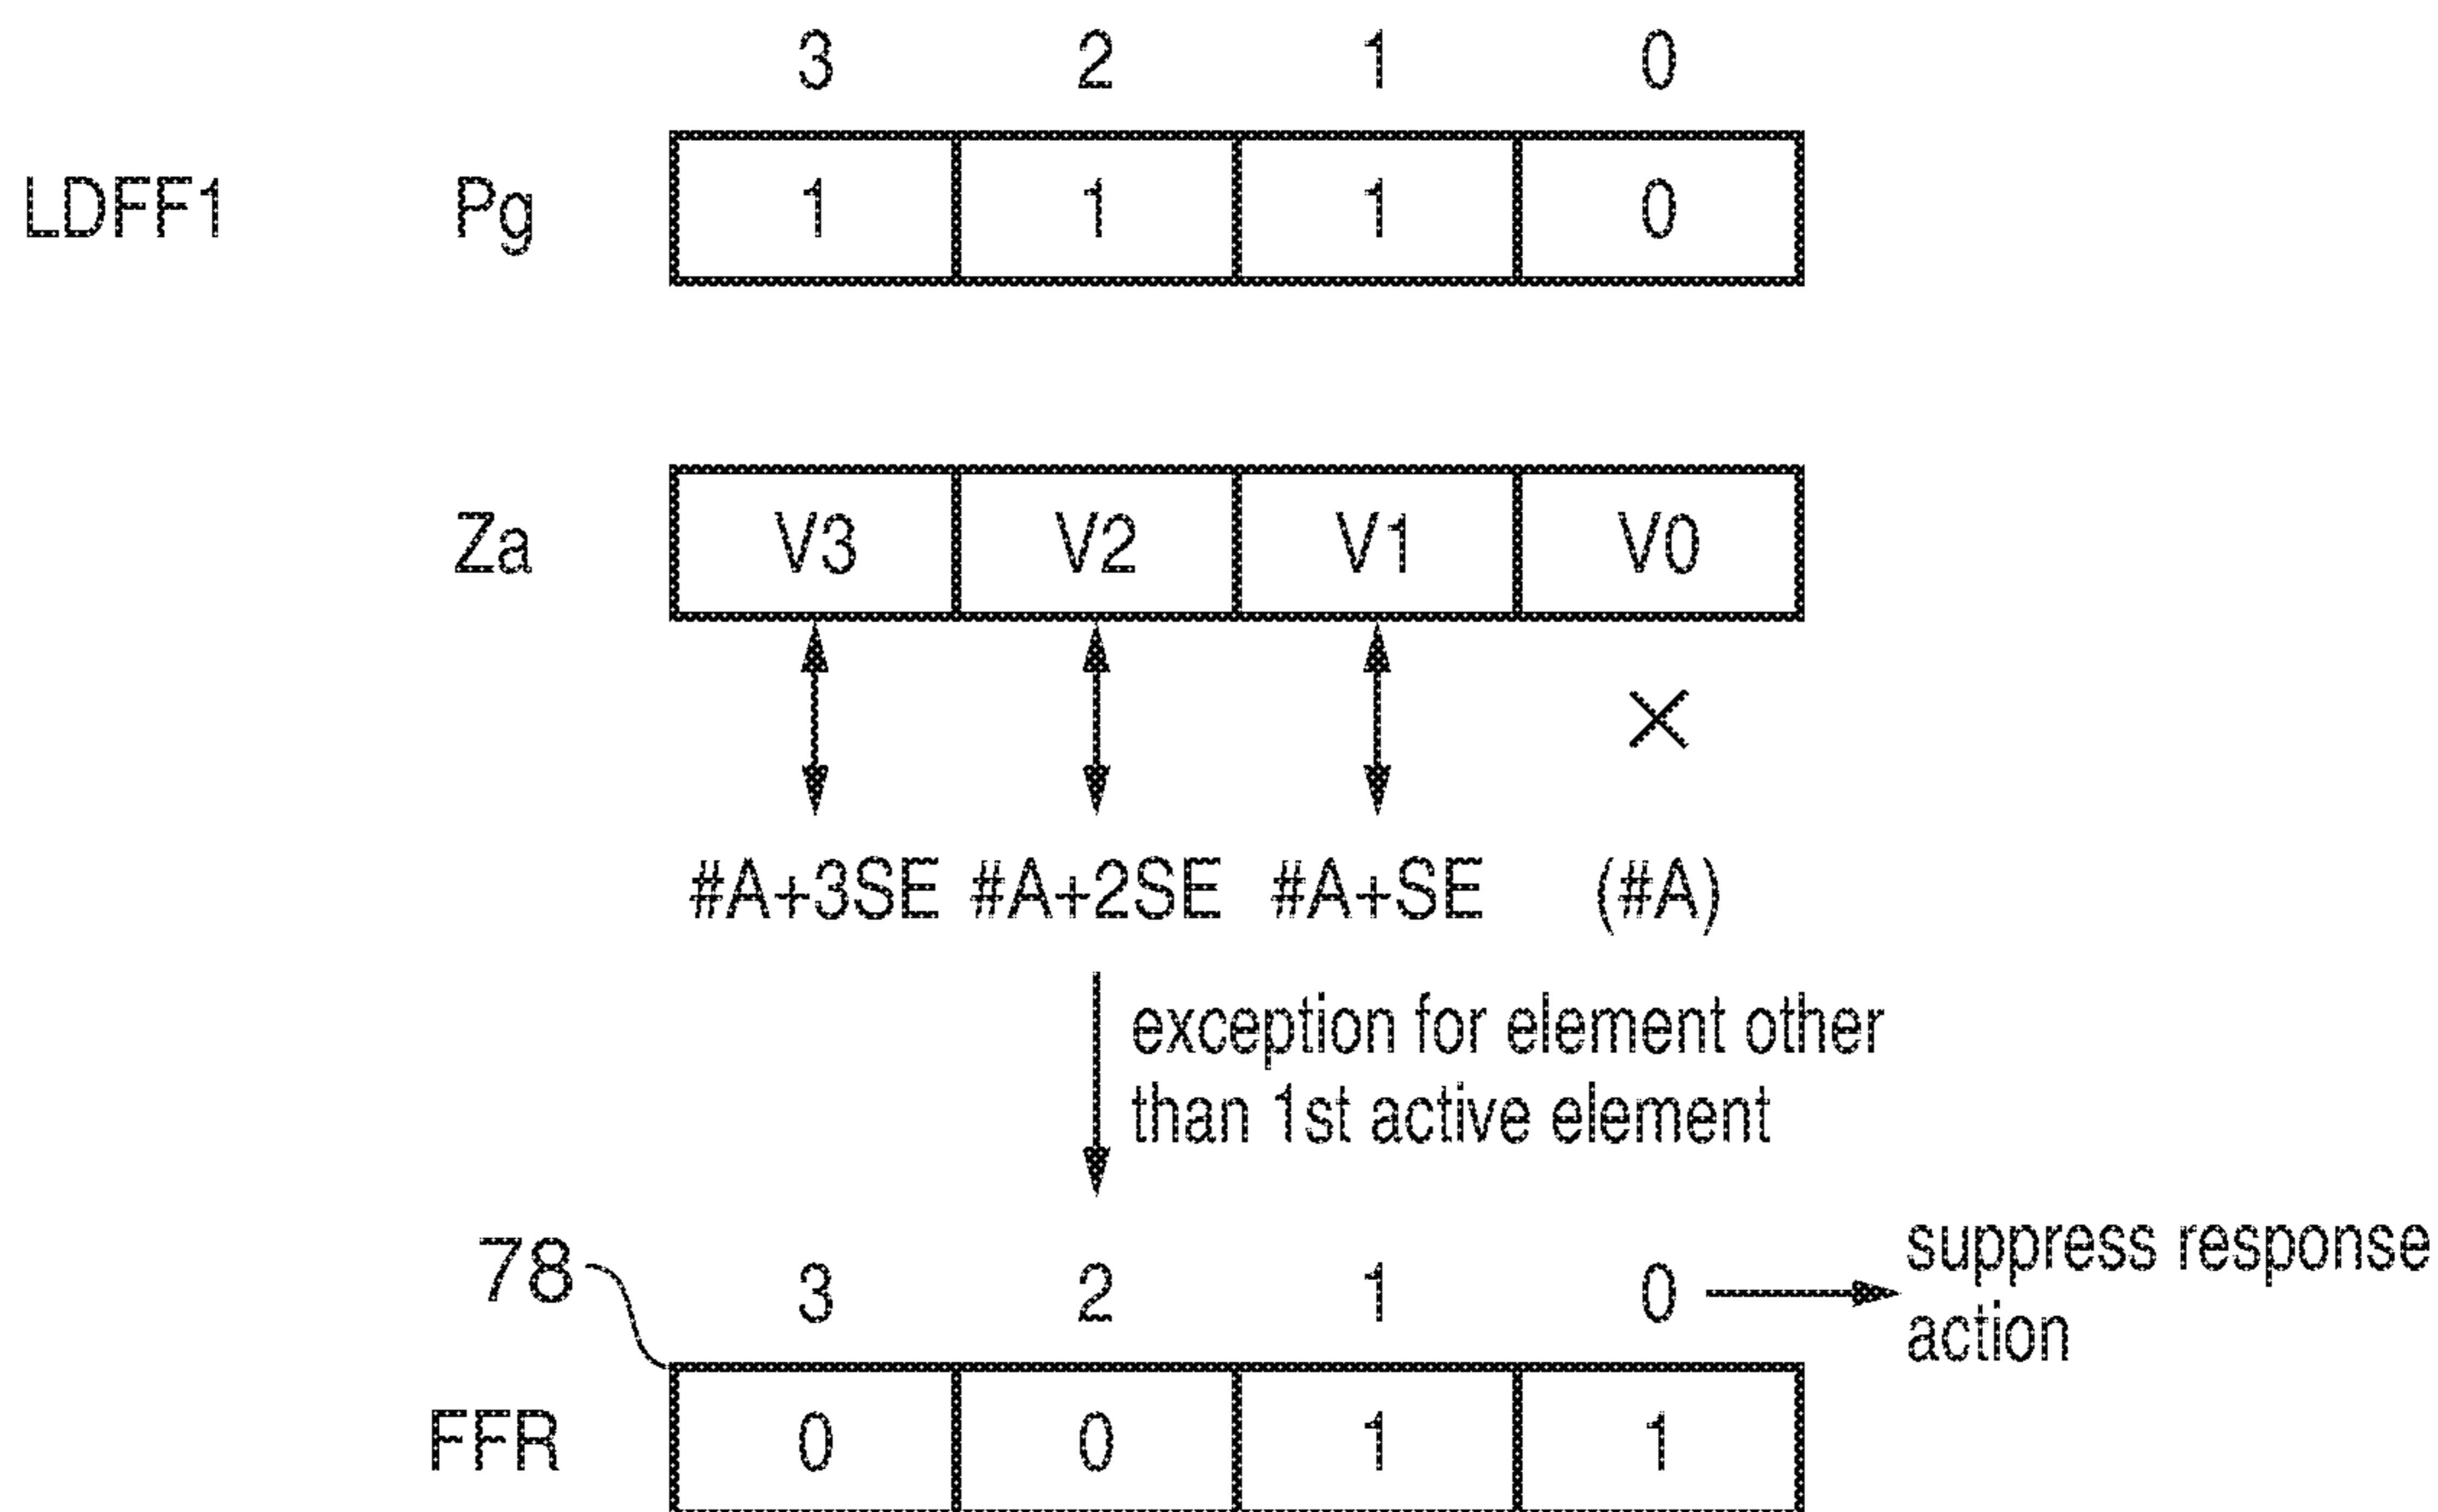 3 2 1 0
LDFF1 Pg 1 1 1 0
Za V3 V2 V1 V0
#A+3SE #A+2SE #A+SE (#A)
exception for element other
than 1st active element
78 3 2 1 0
suppress response
action
FFR 0 0 1 1